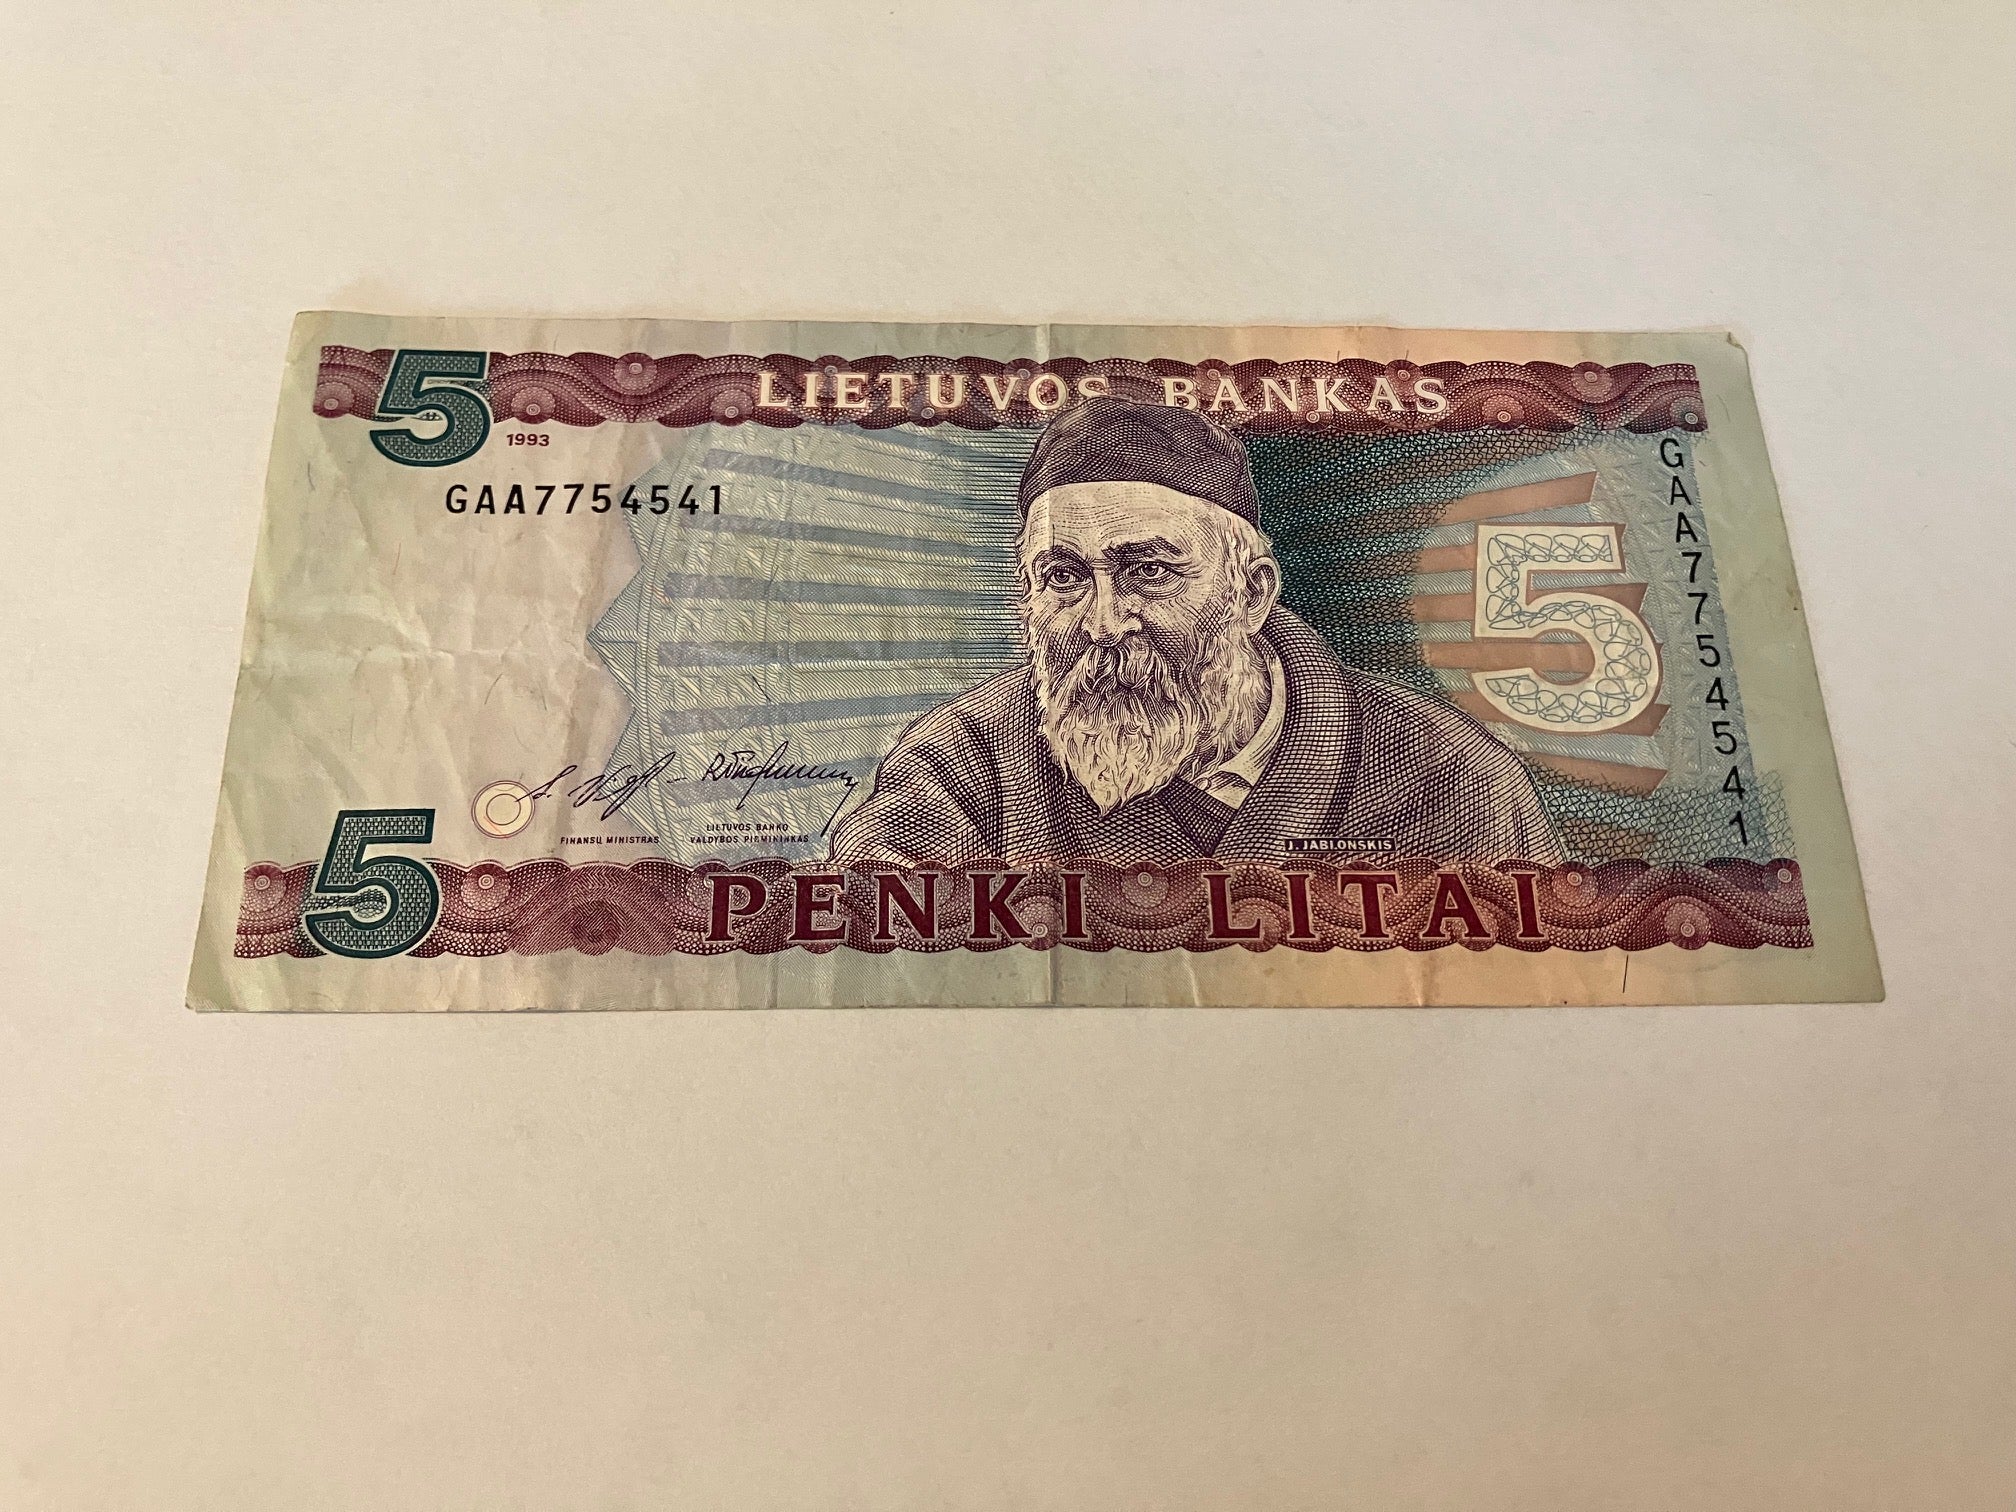 5
LIETUVOS BANKAS
1993
GAA7754541
GAA7754541
5
FINANSŲ MINISTRAS
LIETUVOS BANKO
VALDYBOS PIRMININKAS
J. JABLONSKIS
5
PENKI LITAI